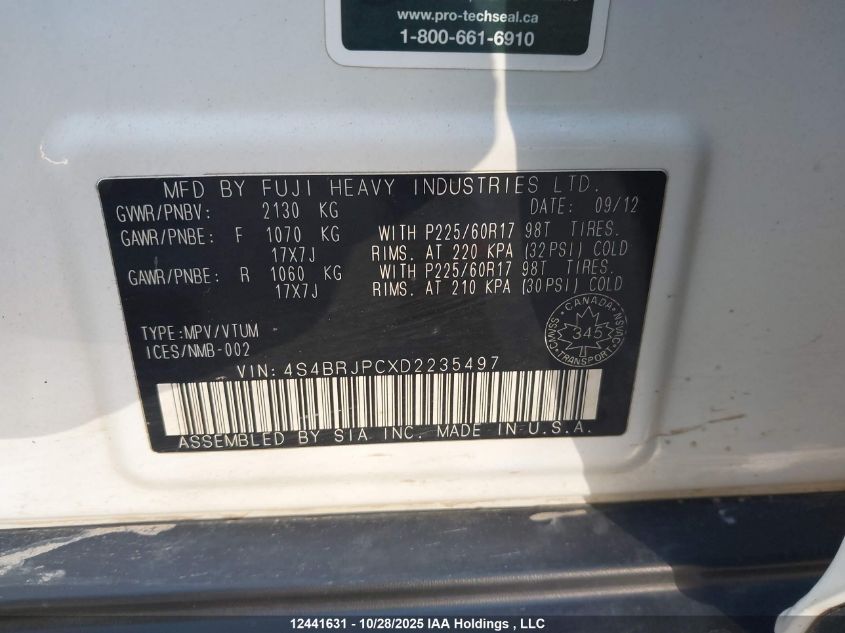 www.pro-techseal.ca
1-800-661-6910
MFD BY FUJI HEAVY INDUSTRIES LTD.
GVWR/PNBV: 2130 KG DATE: 09/12
GAWR/PNBE: F 1070 KG WITH P225/60R17 98T TIRES.
17X7J RIMS. AT 220 KPA (32PSI) COLD
GAWR/PNBE: R 1060 KG WITH P225/60R17 98T TIRES.
17X7J RIMS. AT 210 KPA (30PSI) COLD
TYPE:MPV/VTUM
ICES/NMB-002
CANADA
CMVSS NSVAC
345
TRANSPORT
VIN: 4S4BRJPCXD2235497
ASSEMBLED BY SIA INC. MADE IN U.S.A.
12441631 - 10/28/2025 IAA Holdings , LLC